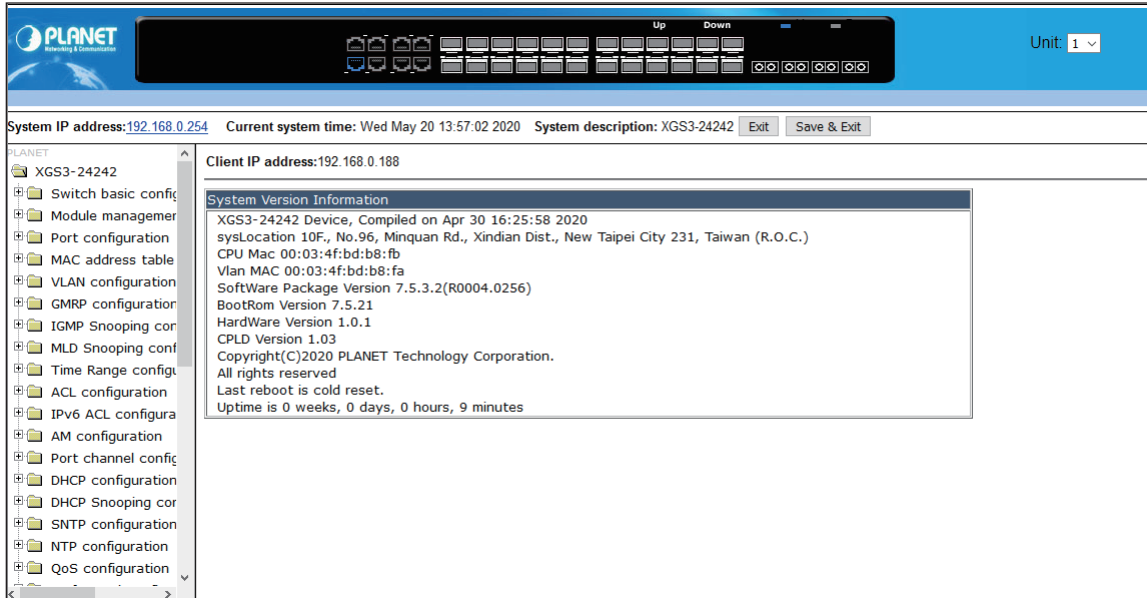 PLANET
Networking & Communication
Up Down
Unit: 1
System IP address:192.168.0.254 Current system time: Wed May 20 13:57:02 2020 System description: XGS3-24242 Exit Save & Exit
PLANET
XGS3-24242
Switch basic config
Module managemen
Port configuration
MAC address table
VLAN configuration
GMRP configuration
IGMP Snooping con
MLD Snooping conf
Time Range configu
ACL configuration
IPv6 ACL configura
AM configuration
Port channel config
DHCP configuration
DHCP Snooping con
SNTP configuration
NTP configuration
QoS configuration
Client IP address:192.168.0.188
System Version Information
XGS3-24242 Device, Compiled on Apr 30 16:25:58 2020
sysLocation 10F., No.96, Minquan Rd., Xindian Dist., New Taipei City 231, Taiwan (R.O.C.)
CPU Mac 00:03:4f:bd:b8:fb
Vlan MAC 00:03:4f:bd:b8:fa
SoftWare Package Version 7.5.3.2(R0004.0256)
BootRom Version 7.5.21
HardWare Version 1.0.1
CPLD Version 1.03
Copyright(C)2020 PLANET Technology Corporation.
All rights reserved
Last reboot is cold reset.
Uptime is 0 weeks, 0 days, 0 hours, 9 minutes